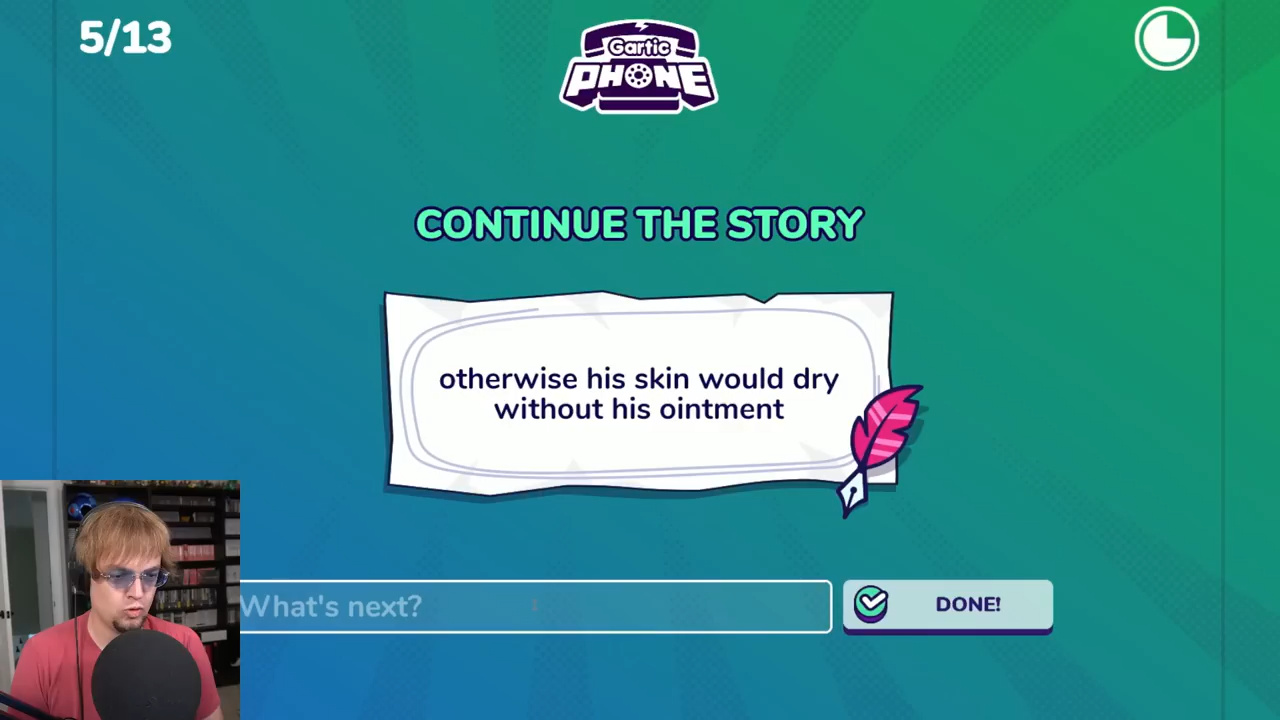 5/13
Gartic
PHONE
CONTINUE THE STORY
otherwise his skin would dry
without his ointment
What's next?
DONE!